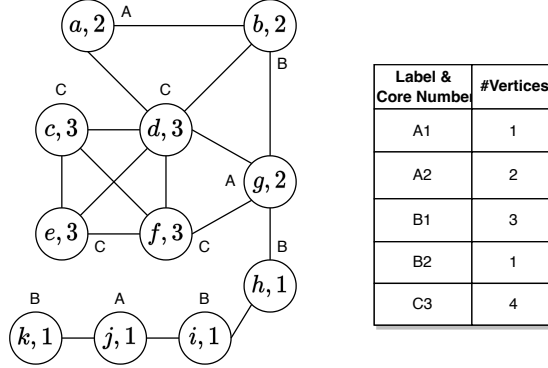 a, 2 A b, 2
B
C C
c, 3 d, 3
A g, 2
e, 3 C f, 3 C
B
h, 1
B A B
k, 1 j, 1 i, 1
Label & #Vertices
Core Number
A1 1
A2 2
B1 3
B2 1
C3 4